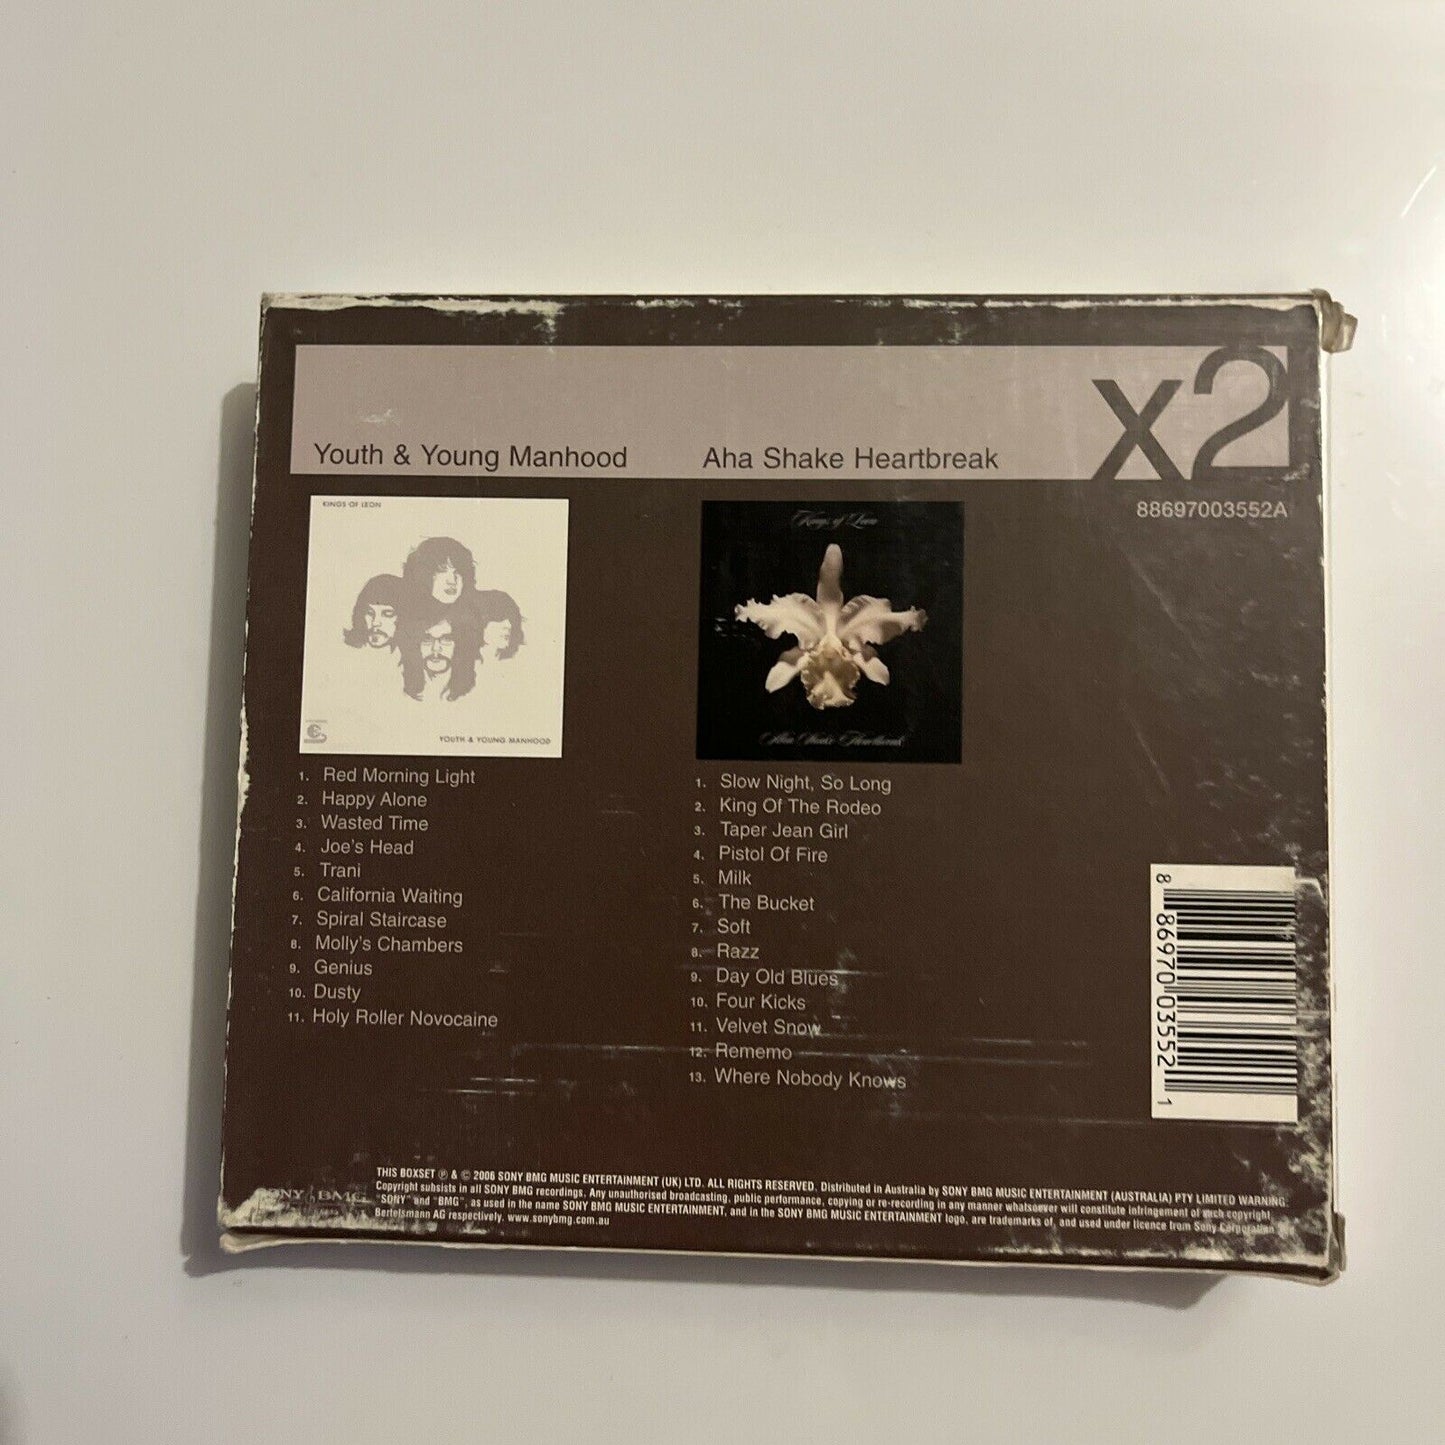 x2
Youth & Young Manhood
Aha Shake Heartbreak
88697003552A
KINGS OF LEON
YOUTH & YOUNG MANHOOD
Kings of Leon
Aha Shake Heartbreak
1. Red Morning Light
2. Happy Alone
3. Wasted Time
4. Joe's Head
5. Trani
6. California Waiting
7. Spiral Staircase
8. Molly's Chambers
9. Genius
10. Dusty
11. Holy Roller Novocaine
1. Slow Night, So Long
2. King Of The Rodeo
3. Taper Jean Girl
4. Pistol Of Fire
5. Milk
6. The Bucket
7. Soft
8. Razz
9. Day Old Blues
10. Four Kicks
11. Velvet Snow
12. Rememo
13. Where Nobody Knows
8 86970 03552 1
SONY BMG
THIS BOXSET ℗ & © 2006 SONY BMG MUSIC ENTERTAINMENT (UK) LTD. ALL RIGHTS RESERVED. Distributed in Australia by SONY BMG MUSIC ENTERTAINMENT (AUSTRALIA) PTY LIMITED WARNING:
Copyright subsists in all SONY BMG recordings. Any unauthorised broadcasting, public performance, copying or re-recording in any manner whatsoever will constitute infringement of such copyright.
"SONY" and "BMG", as used in the name SONY BMG MUSIC ENTERTAINMENT, and in the SONY BMG MUSIC ENTERTAINMENT logo, are trademarks of, and used under licence from Sony Corporation
Bertelsmann AG respectively. www.sonybmg.com.au